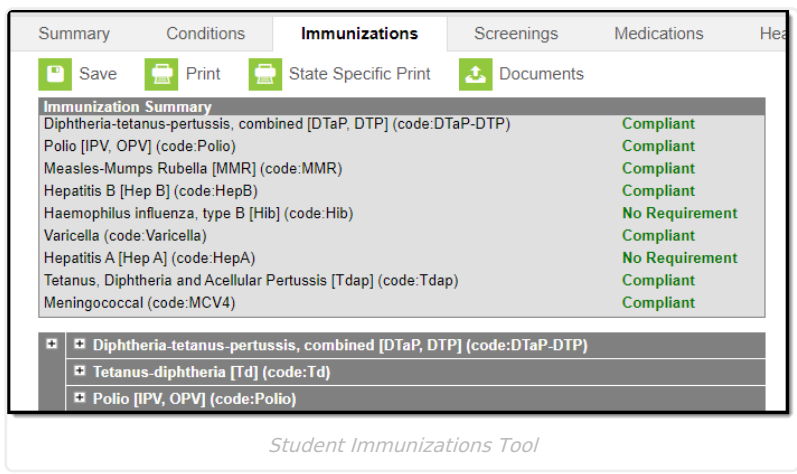 Summary Conditions Immunizations Screenings Medications Hea
Save Print State Specific Print Documents
Immunization Summary
Diphtheria-tetanus-pertussis, combined [DTaP, DTP] (code:DTaP-DTP) Compliant
Polio [IPV, OPV] (code:Polio) Compliant
Measles-Mumps Rubella [MMR] (code:MMR) Compliant
Hepatitis B [Hep B] (code:HepB) Compliant
Haemophilus influenza, type B [Hib] (code:Hib) No Requirement
Varicella (code:Varicella) Compliant
Hepatitis A [Hep A] (code:HepA) No Requirement
Tetanus, Diphtheria and Acellular Pertussis [Tdap] (code:Tdap) Compliant
Meningococcal (code:MCV4) Compliant
Diphtheria-tetanus-pertussis, combined [DTaP, DTP] (code:DTaP-DTP)
Tetanus-diphtheria [Td] (code:Td)
Polio [IPV, OPV] (code:Polio)
Student Immunizations Tool